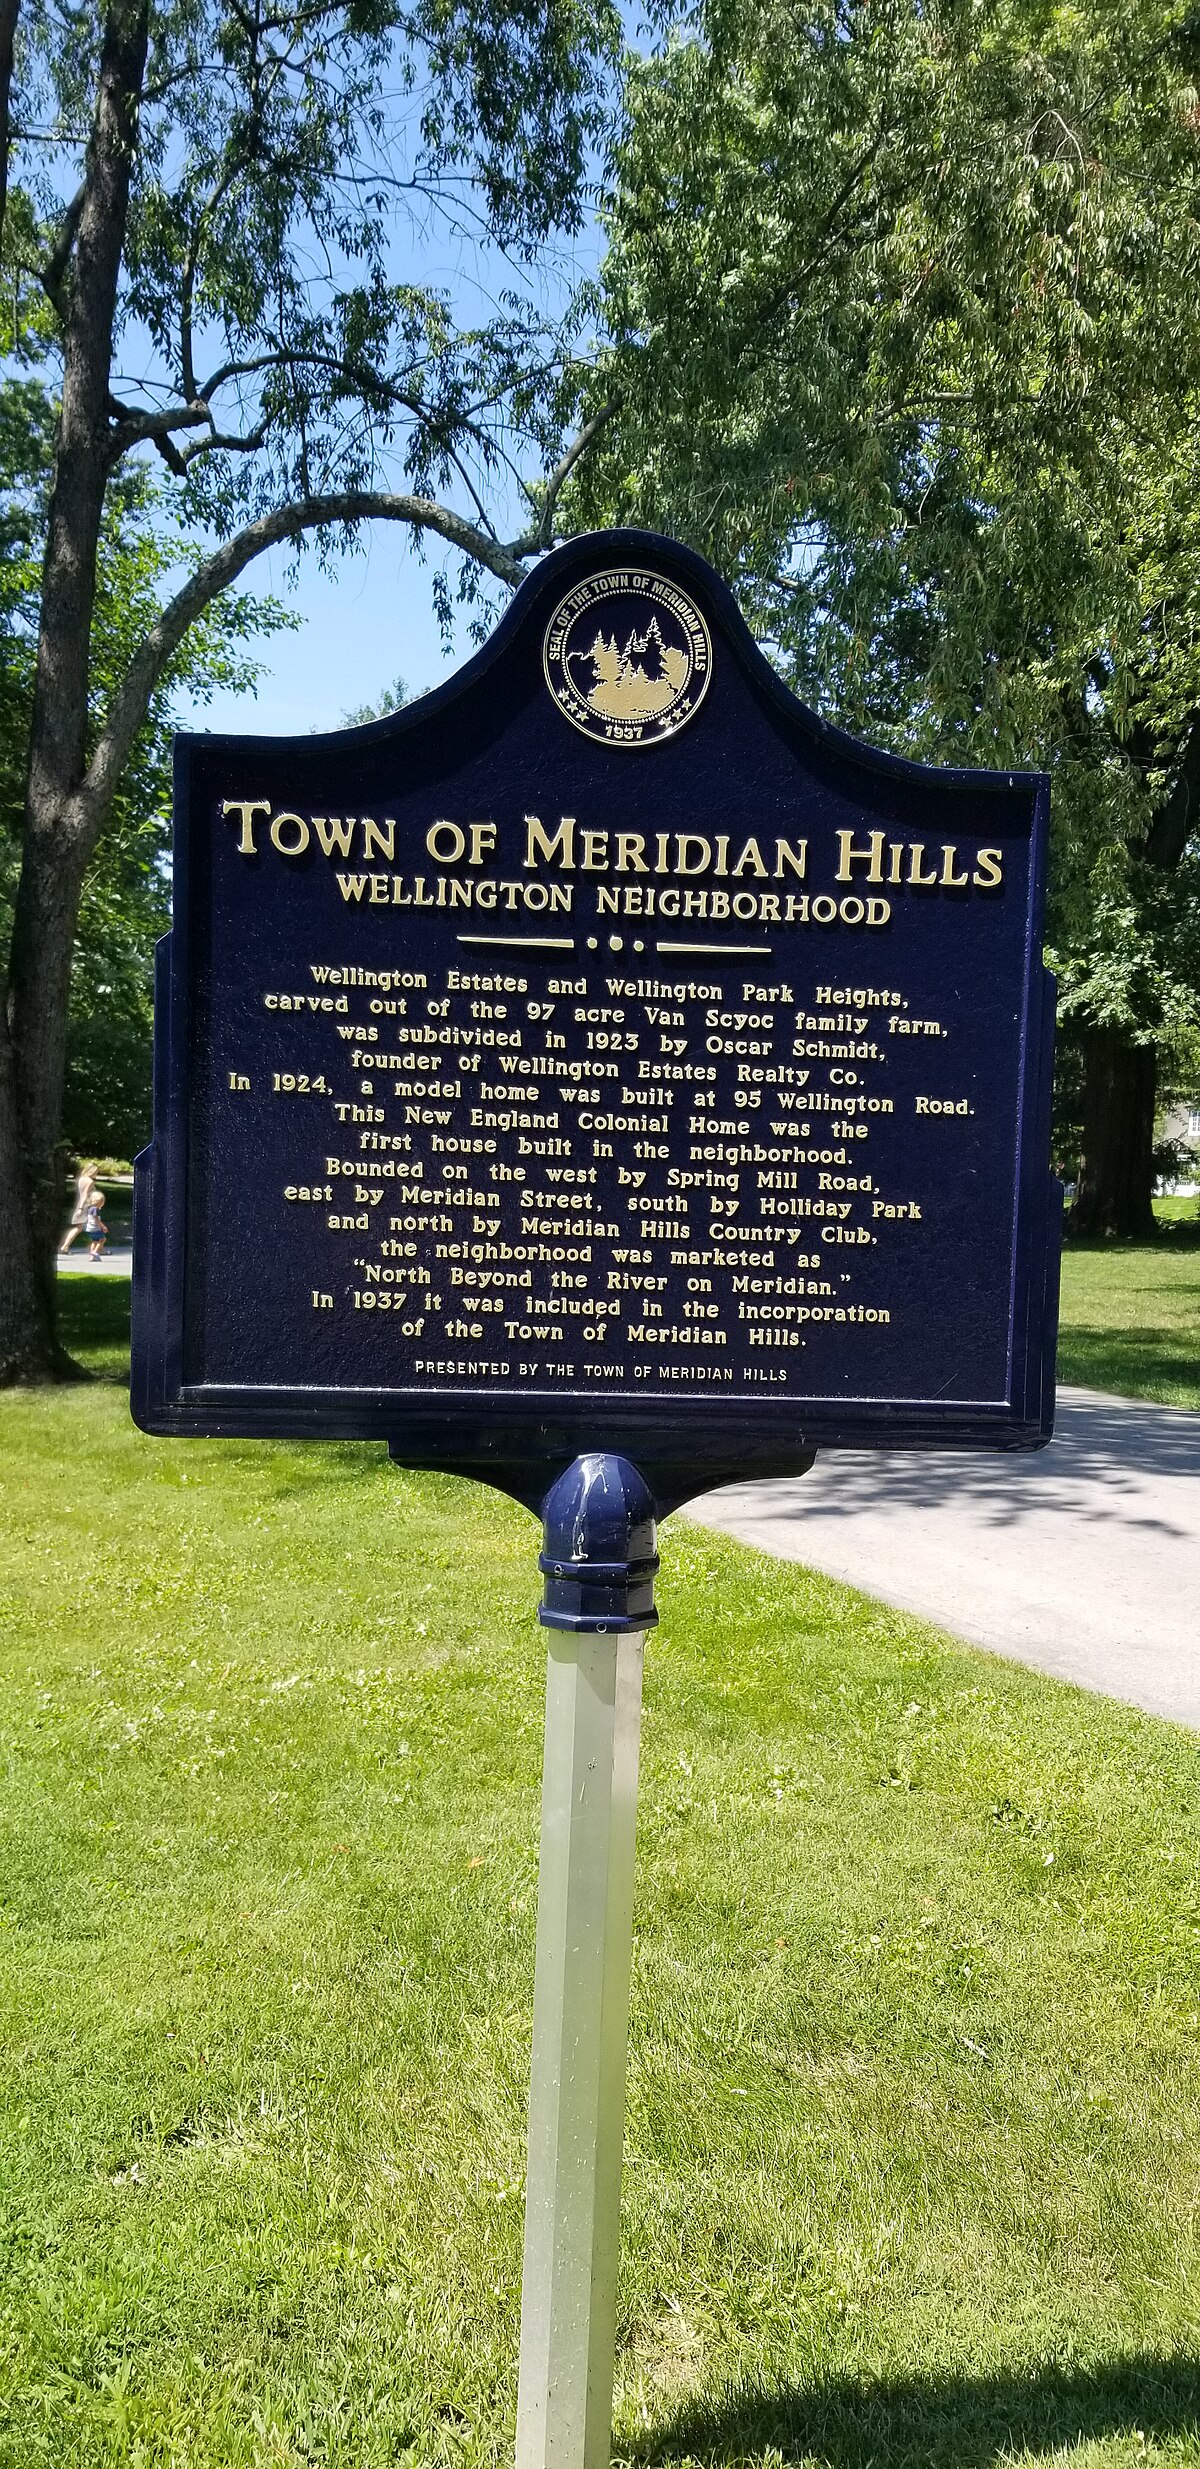 SEAL OF THE TOWN OF MERIDIAN HILLS
1937
TOWN OF MERIDIAN HILLS
WELLINGTON NEIGHBORHOOD
Wellington Estates and Wellington Park Heights,
carved out of the 97 acre Van Scyoc family farm,
was subdivided in 1923 by Oscar Schmidt,
founder of Wellington Estates Realty Co.
In 1924, a model home was built at 95 Wellington Road.
This New England Colonial Home was the
first house built in the neighborhood.
Bounded on the west by Spring Mill Road,
east by Meridian Street, south by Holliday Park
and north by Meridian Hills Country Club,
the neighborhood was marketed as
“North Beyond the River on Meridian.”
In 1937 it was included in the incorporation
of the Town of Meridian Hills.
PRESENTED BY THE TOWN OF MERIDIAN HILLS